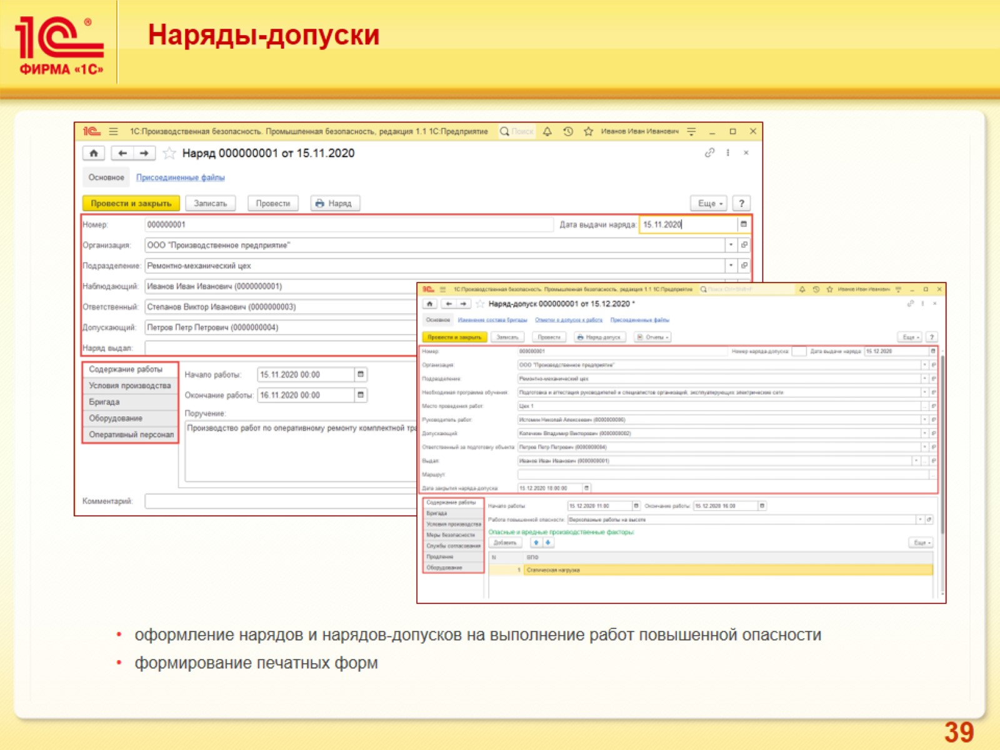 1С®
ФИРМА «1С»
Наряды-допуски
1С:Производственная безопасность. Промышленная безопасность, редакция 1.1 1С:Предприятие
Поиск
Иванов Иван Иванович
Наряд 000000001 от 15.11.2020
Основное Присоединенные файлы
Провести и закрыть Записать Провести Наряд Еще ?
Номер: 000000001 Дата выдачи наряда: 15.11.2020
Организация: ООО "Производственное предприятие"
Подразделение: Ремонтно-механический цех
Наблюдающий: Иванов Иван Иванович (0000000001)
Ответственный: Степанов Виктор Иванович (0000000003)
Допускающий: Петров Петр Петрович (0000000004)
Наряд выдал:
Содержание работы
Условия производства
Бригада
Оборудование
Оперативный персонал
Начало работы: 15.11.2020 00:00
Окончание работы: 16.11.2020 00:00
Поручение:
Производство работ по оперативному ремонту комплектной тра
Комментарий:
1С:Производственная безопасность. Промышленная безопасность, редакция 1.1 1С:Предприятие
Поиск Ctrl+Shift+F
Иванов Иван Иванович
Наряд-допуск 000000001 от 15.12.2020 *
Основное Изменение состава бригады Отметки о допуске к работе Присоединенные файлы
Провести и закрыть Записать Провести Наряд-допуск Отчеты Еще ?
Номер: 000000001 Номер наряда-допуска: Дата выдачи наряда: 15.12.2020
Организация: ООО "Производственное предприятие"
Подразделение: Ремонтно-механический цех
Необходимая программа обучения: Подготовка и аттестация руководителей и специалистов организаций, эксплуатирующих электрические сети
Место проведения работ: Цех 1
Руководитель работ: Истомин Николай Алексеевич (0000000006)
Допускающий: Владимир Викторович (0000000002)
Ответственный за подготовку объекта: Петров Петр Петрович (0000000004)
Выдал: Иванов Иван Иванович (0000000001)
Маршрут:
Дата закрытия наряда-допуска: 15.12.2020 18:00:00
Содержание работы
Бригада
Условия производства
Меры безопасности
Службы согласования
Продление
Оборудование
Начало работы: 15.12.2020 11:00 Окончание работы: 15.12.2020 16:00
Работа повышенной опасности: Верхолазные работы на высоте
Опасные и вредные производственные факторы:
Добавить Еще
N ВПФ
1 Статическая нагрузка
• оформление нарядов и нарядов-допусков на выполнение работ повышенной опасности
• формирование печатных форм
39